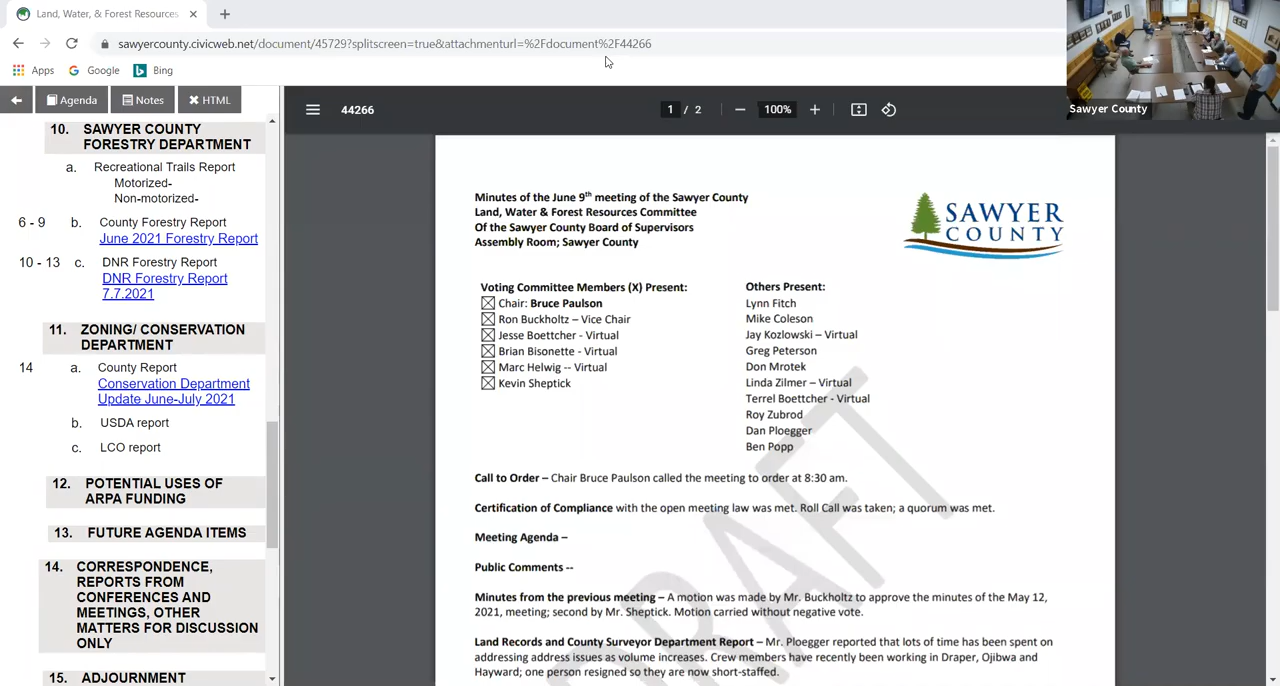 Land, Water, & Forest Resources
sawyercounty.civicweb.net/document/45729?splitscreen=true&attachmenturl=%2Fdocument%2F44266
Apps
Google
Bing
Agenda
Notes
HTML
10. SAWYER COUNTY
FORESTRY DEPARTMENT
a. Recreational Trails Report
Motorized-
Non-motorized-
6 - 9 b. County Forestry Report
June 2021 Forestry Report
10 - 13 c. DNR Forestry Report
DNR Forestry Report
7.7.2021
11. ZONING/ CONSERVATION
DEPARTMENT
14 a. County Report
Conservation Department
Update June-July 2021
b. USDA report
c. LCO report
12. POTENTIAL USES OF
ARPA FUNDING
13. FUTURE AGENDA ITEMS
14. CORRESPONDENCE,
REPORTS FROM
CONFERENCES AND
MEETINGS, OTHER
MATTERS FOR DISCUSSION
ONLY
15. ADJOURNMENT
44266
1 / 2
100%
Sawyer County
Minutes of the June 9th meeting of the Sawyer County
Land, Water & Forest Resources Committee
Of the Sawyer County Board of Supervisors
Assembly Room; Sawyer County
SAWYER
COUNTY
Voting Committee Members (X) Present:
Chair: Bruce Paulson
Ron Buckholtz – Vice Chair
Jesse Boettcher - Virtual
Brian Bisonette - Virtual
Marc Helwig -- Virtual
Kevin Sheptick
Others Present:
Lynn Fitch
Mike Coleson
Jay Kozlowski – Virtual
Greg Peterson
Don Mrotek
Linda Zilmer – Virtual
Terrel Boettcher - Virtual
Roy Zubrod
Dan Ploegger
Ben Popp
Call to Order – Chair Bruce Paulson called the meeting to order at 8:30 am.
Certification of Compliance with the open meeting law was met. Roll Call was taken; a quorum was met.
Meeting Agenda –
Public Comments --
Minutes from the previous meeting – A motion was made by Mr. Buckholtz to approve the minutes of the May 12,
2021, meeting; second by Mr. Sheptick. Motion carried without negative vote.
Land Records and County Surveyor Department Report – Mr. Ploegger reported that lots of time has been spent on
addressing address issues as volume increases. Crew members have recently been working in Draper, Ojibwa and
Hayward; one person resigned so they are now short-staffed.
DRAFT